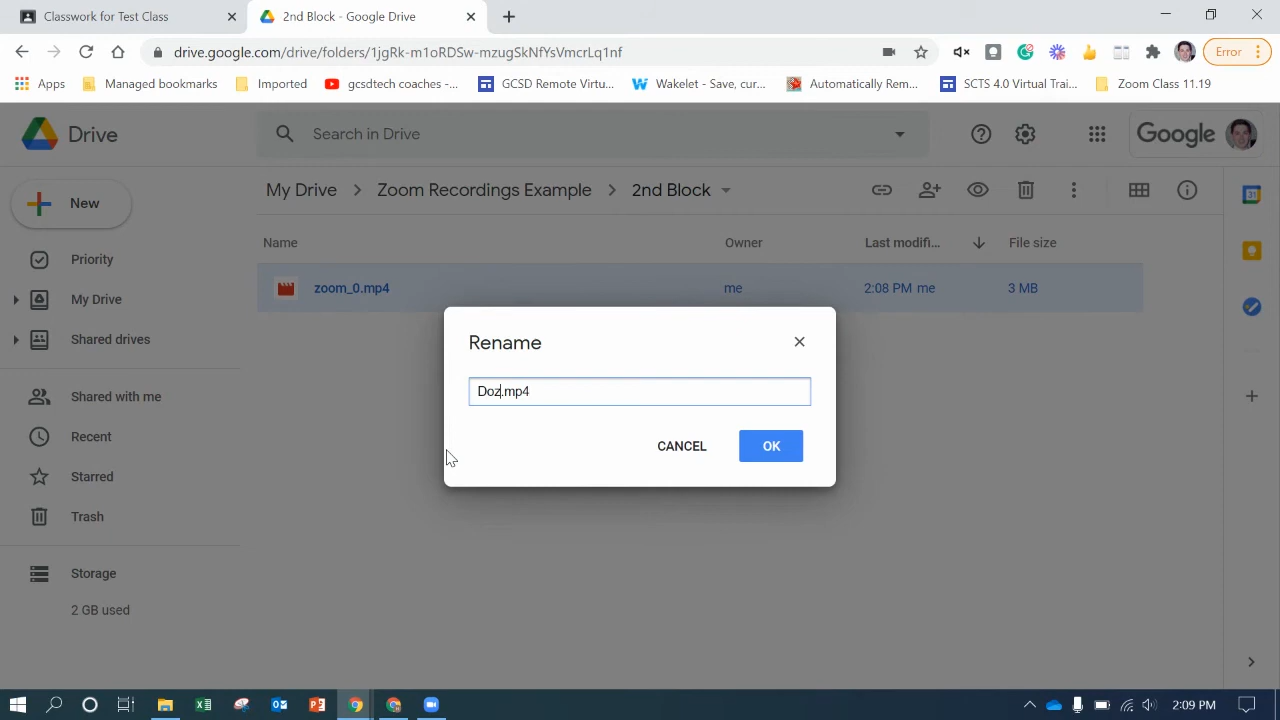 Classwork for Test Class
2nd Block - Google Drive
drive.google.com/drive/folders/1jgRk-m1oRDSw-mzugSkNfYsVmcrLq1nf
Error
Apps
Managed bookmarks
Imported
gcsdtech coaches -...
GCSD Remote Virtu...
Wakelet - Save, cur...
Automatically Rem...
SCTS 4.0 Virtual Trai...
Zoom Class 11.19
Drive
Search in Drive
Google
New
My Drive
Zoom Recordings Example
2nd Block
Name
Owner
Last modifi...
File size
Priority
zoom_0.mp4
me
2:08 PM me
3 MB
My Drive
Shared drives
Rename
Doz.mp4
CANCEL
OK
Shared with me
Recent
Starred
Trash
Storage
2 GB used
31
2:09 PM